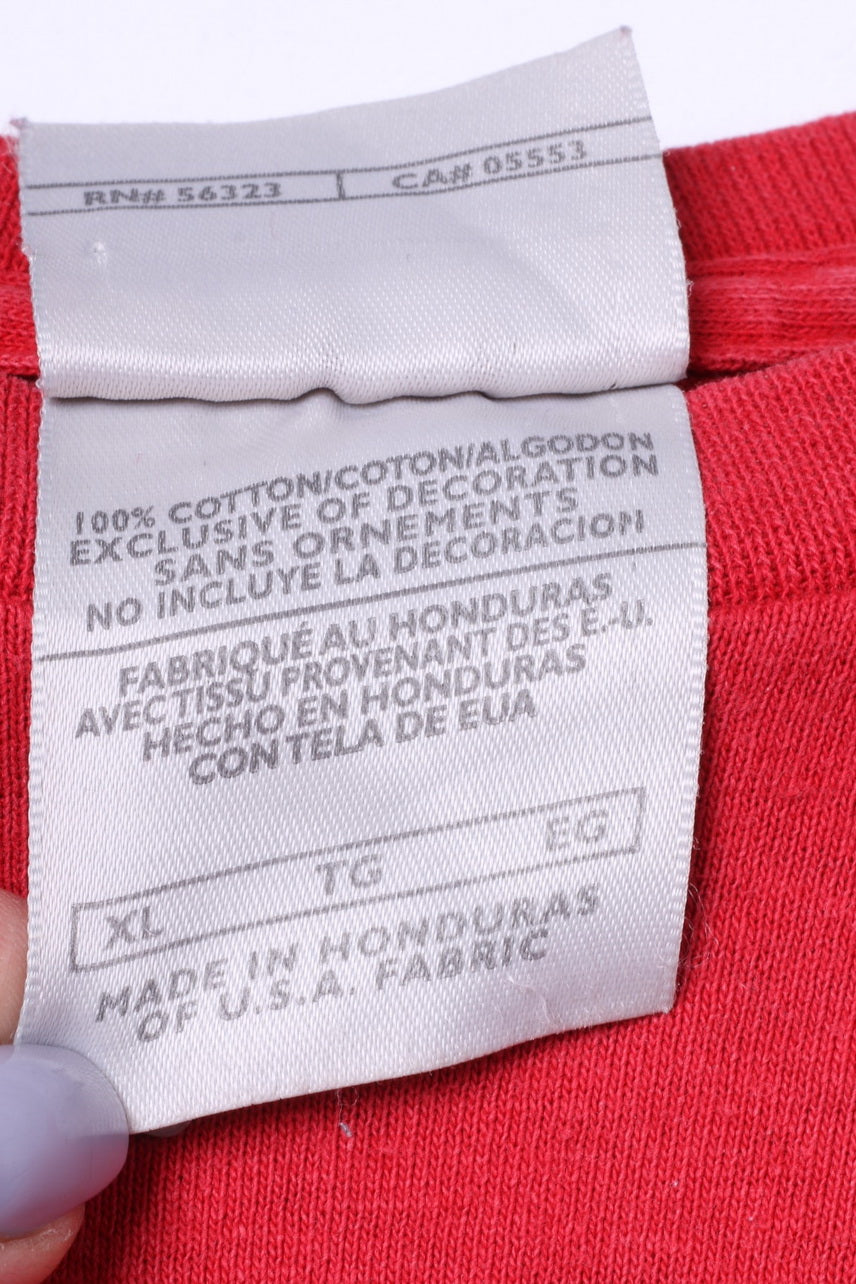 RN# 56323 | CA# 05553
100% COTTON/COTON/ALGODON
EXCLUSIVE OF DECORATION
SANS ORNEMENTS
NO INCLUYE LA DECORACION
FABRIQUÉ AU HONDURAS
AVEC TISSU PROVENANT DES É.-U.
HECHO EN HONDURAS
CON TELA DE EUA
XL TG EG
MADE IN HONDURAS
OF U.S.A. FABRIC